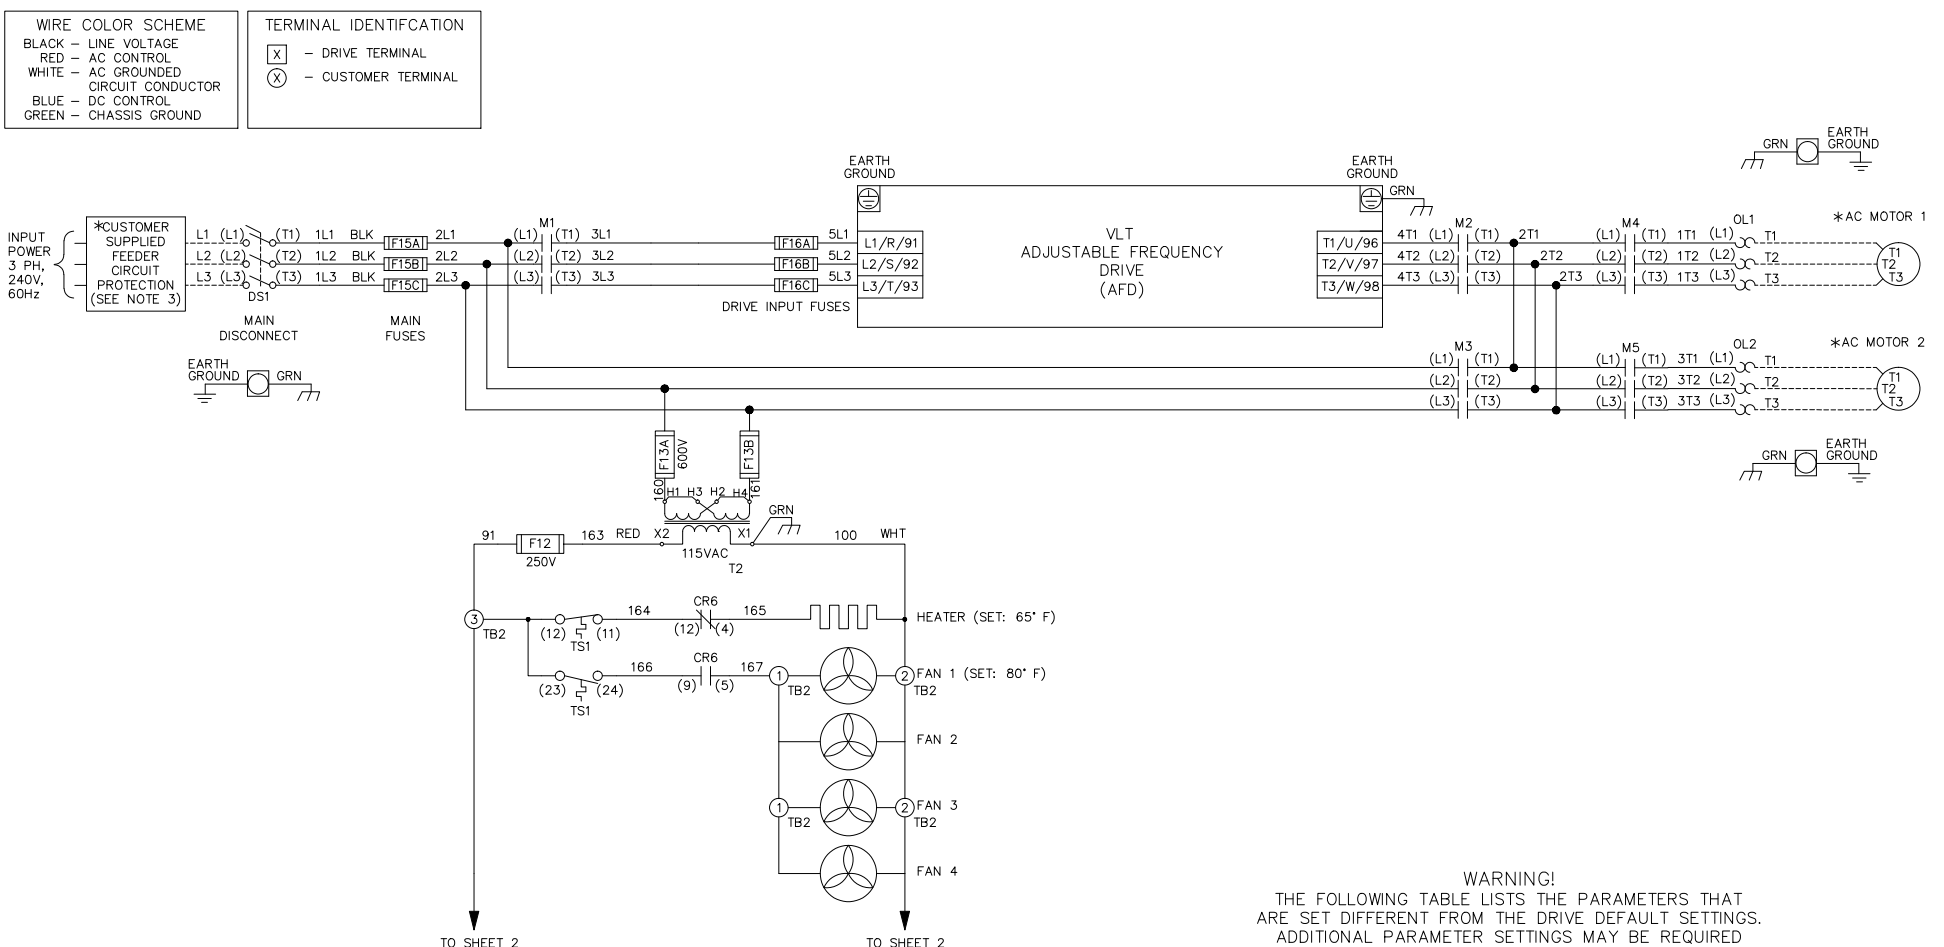 WIRE COLOR SCHEME
BLACK – LINE VOLTAGE
RED – AC CONTROL
WHITE – AC GROUNDED
CIRCUIT CONDUCTOR
BLUE – DC CONTROL
GREEN – CHASSIS GROUND
TERMINAL IDENTIFCATION
X – DRIVE TERMINAL
X – CUSTOMER TERMINAL
INPUT
POWER
3 PH,
240V,
60Hz
*CUSTOMER
SUPPLIED
FEEDER
CIRCUIT
PROTECTION
(SEE NOTE 3)
L1 (L1) (T1) 1L1 BLK F15A 2L1 (L1) M1 (T1) 3L1 F16A 5L1
L2 (L2) (T2) 1L2 BLK F15B 2L2 (L2) (T2) 3L2 F16B 5L2
L3 (L3) (T3) 1L3 BLK F15C 2L3 (L3) (T3) 3L3 F16C 5L3
DS1
MAIN
DISCONNECT
MAIN
FUSES
DRIVE INPUT FUSES
EARTH
GROUND
GRN
EARTH
GROUND
L1/R/91
L2/S/92
L3/T/93
VLT
ADJUSTABLE FREQUENCY
DRIVE
(AFD)
EARTH
GROUND
GRN
T1/U/96
T2/V/97
T3/W/98
4T1 (L1) M2 (T1) 2T1 (L1) M4 (T1) 1T1 (L1) OL1 T1
4T2 (L2) (T2) 2T2 (L2) (T2) 1T2 (L2) T2
4T3 (L3) (T3) 2T3 (L3) (T3) 1T3 (L3) T3
GRN
EARTH
GROUND
*AC MOTOR 1
T1
T2
T3
(L1) M3 (T1) (L1) M5 (T1) 3T1 (L1) OL2 T1
(L2) (T2) (L2) (T2) 3T2 (L2) T2
(L3) (T3) (L3) (T3) 3T3 (L3) T3
*AC MOTOR 2
T1
T2
T3
GRN
EARTH
GROUND
F13A
600V
F13B
160
H1 H3 H2 H4
161
GRN
91 F12 163 RED X2 X1 100 WHT
250V
115VAC
T2
3
TB2
(12) (11)
TS1
164
CR6
(12) (4)
165
HEATER (SET: 65° F)
(23) (24)
TS1
166
CR6
(9) (5)
167
1
TB2
2
TB2
FAN 1 (SET: 80° F)
FAN 2
1
TB2
2
TB2
FAN 3
FAN 4
TO SHEET 2
TO SHEET 2
WARNING!
THE FOLLOWING TABLE LISTS THE PARAMETERS THAT
ARE SET DIFFERENT FROM THE DRIVE DEFAULT SETTINGS.
ADDITIONAL PARAMETER SETTINGS MAY BE REQUIRED